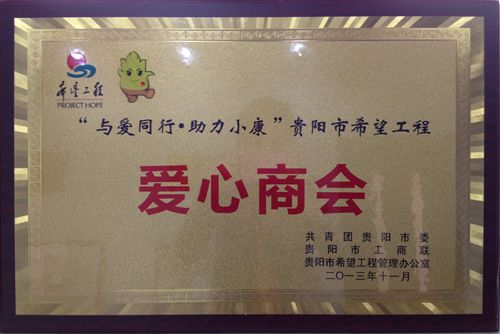 希望工程
PROJECT HOPE
“与爱同行·助力小康”贵阳市希望工程
爱心商会
共青团贵阳市委
贵阳市工商联
贵阳市希望工程管理办公室
二〇一三年十一月